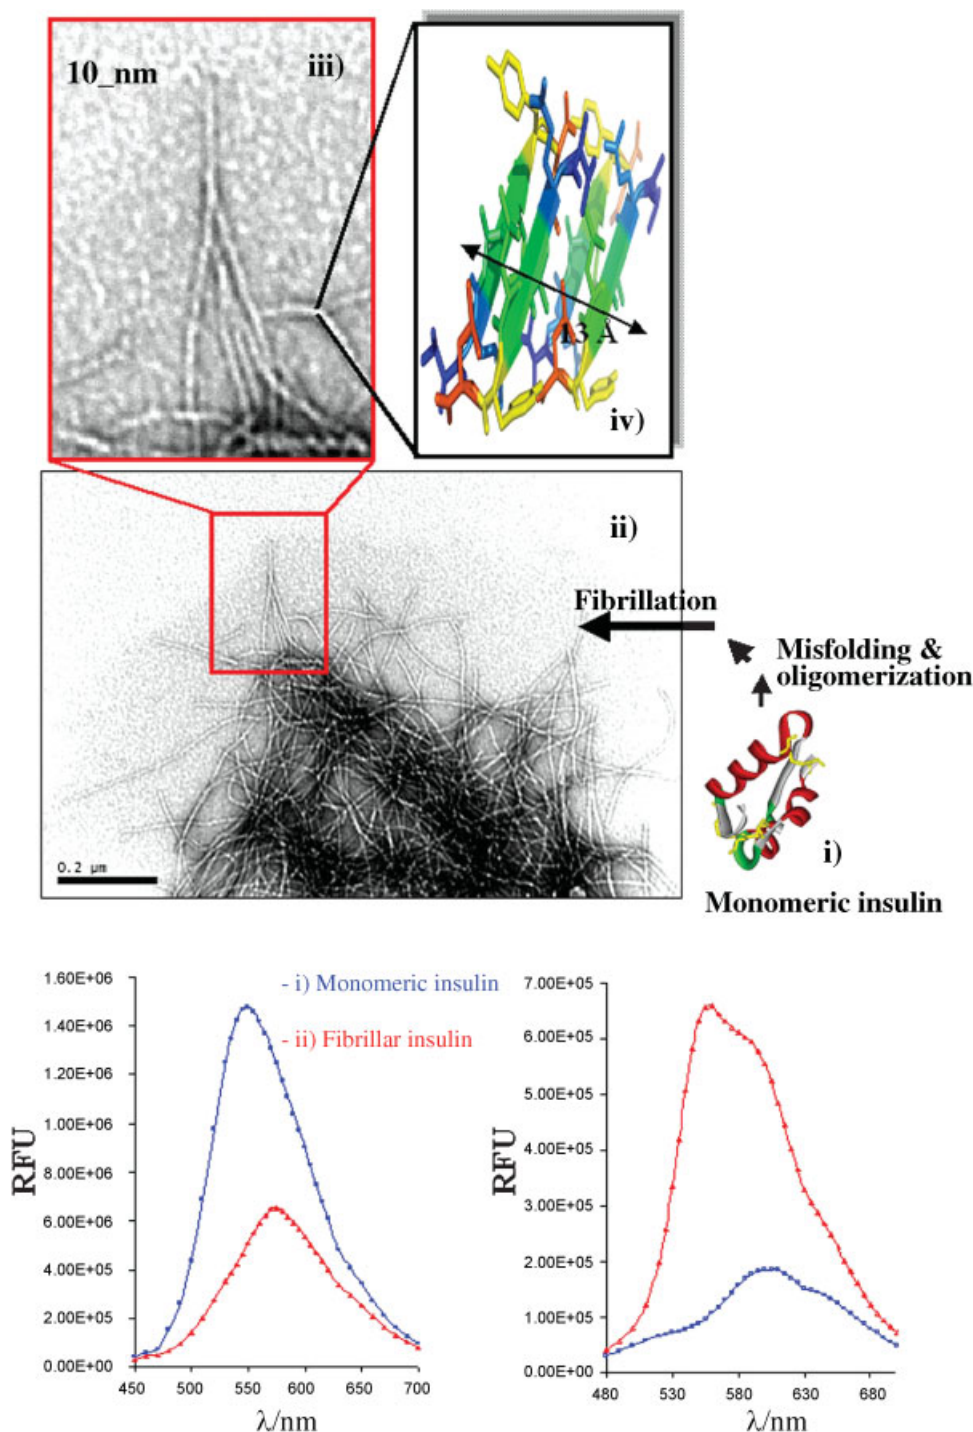 10_nm
iii)
13 Å
iv)
ii)
Fibrillation
Misfolding &
oligomerization
0.2 µm
i)
Monomeric insulin
1.60E+06
1.40E+06
1.20E+06
1.00E+06
8.00E+06
6.00E+06
4.00E+06
2.00E+05
0.00E+00
RFU
450 500 550 600 650 700
λ/nm
- i) Monomeric insulin
- ii) Fibrillar insulin
7.00E+05
6.00E+05
5.00E+05
4.00E+05
3.00E+05
2.00E+05
1.00E+05
0.00E+00
RFU
480 530 580 630 680
λ/nm